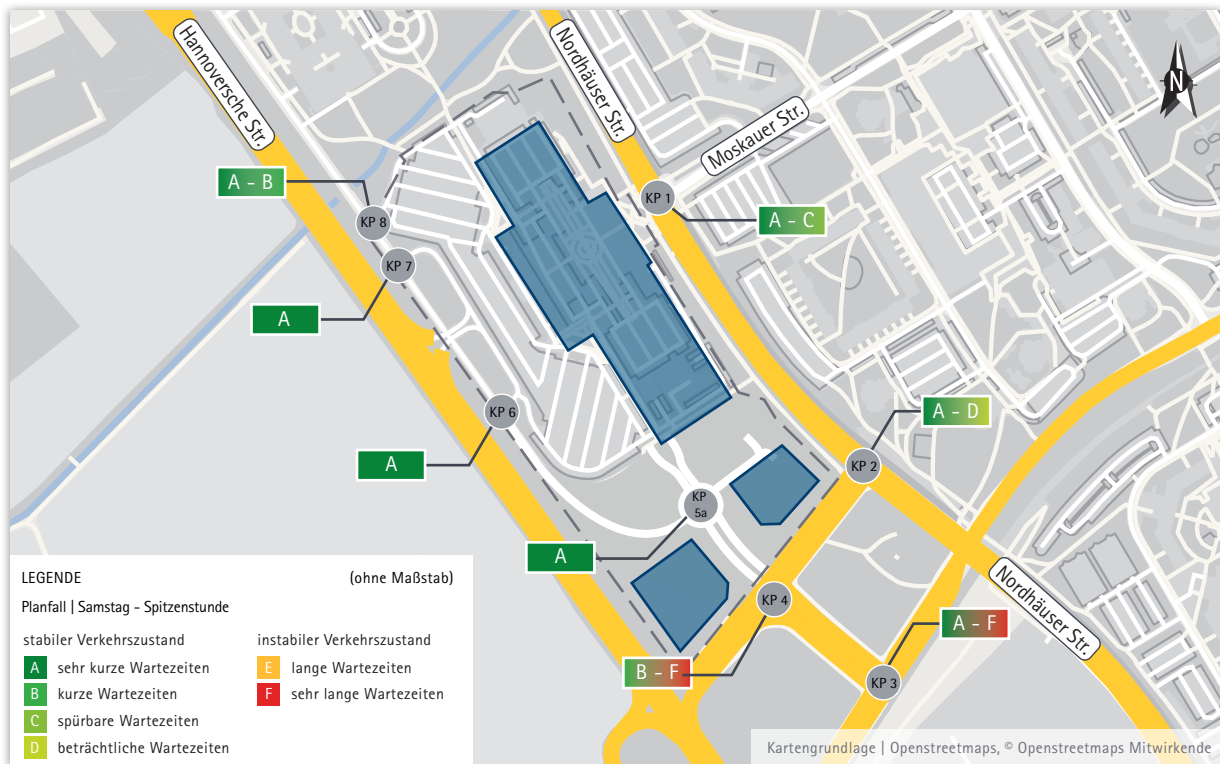 Hannoversche Str.
Nordhäuser Str.
Moskauer Str.
N
A - B
KP 8
KP 1
A - C
KP 7
A
KP 6
A - D
A
KP 2
KP
5a
A
KP 4
Nordhäuser Str.
A - F
B - F
KP 3
LEGENDE
(ohne Maßstab)
Planfall | Samstag - Spitzenstunde
stabiler Verkehrszustand
A sehr kurze Wartezeiten
B kurze Wartezeiten
C spürbare Wartezeiten
D beträchtliche Wartezeiten
instabiler Verkehrszustand
E lange Wartezeiten
F sehr lange Wartezeiten
Kartengrundlage | Openstreetmaps, © Openstreetmaps Mitwirkende